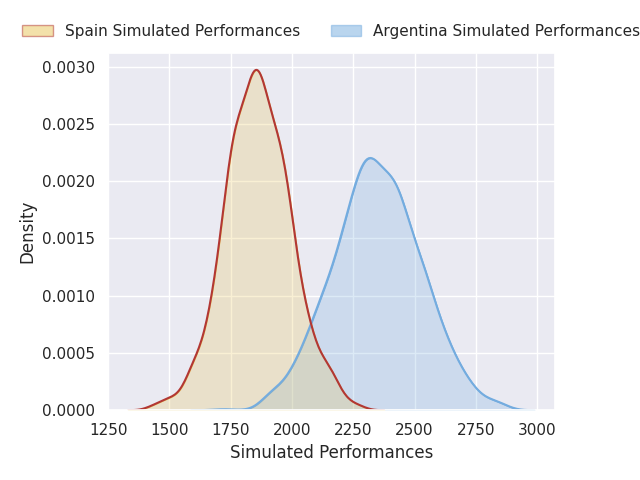 Spain Simulated Performances Argentina Simulated Performances
0.0030
0.0025
0.0020
0.0015
0.0010
0.0005
0.0000
Density
1250 1500 1750 2000 2250 2500 2750 3000
Simulated Performances